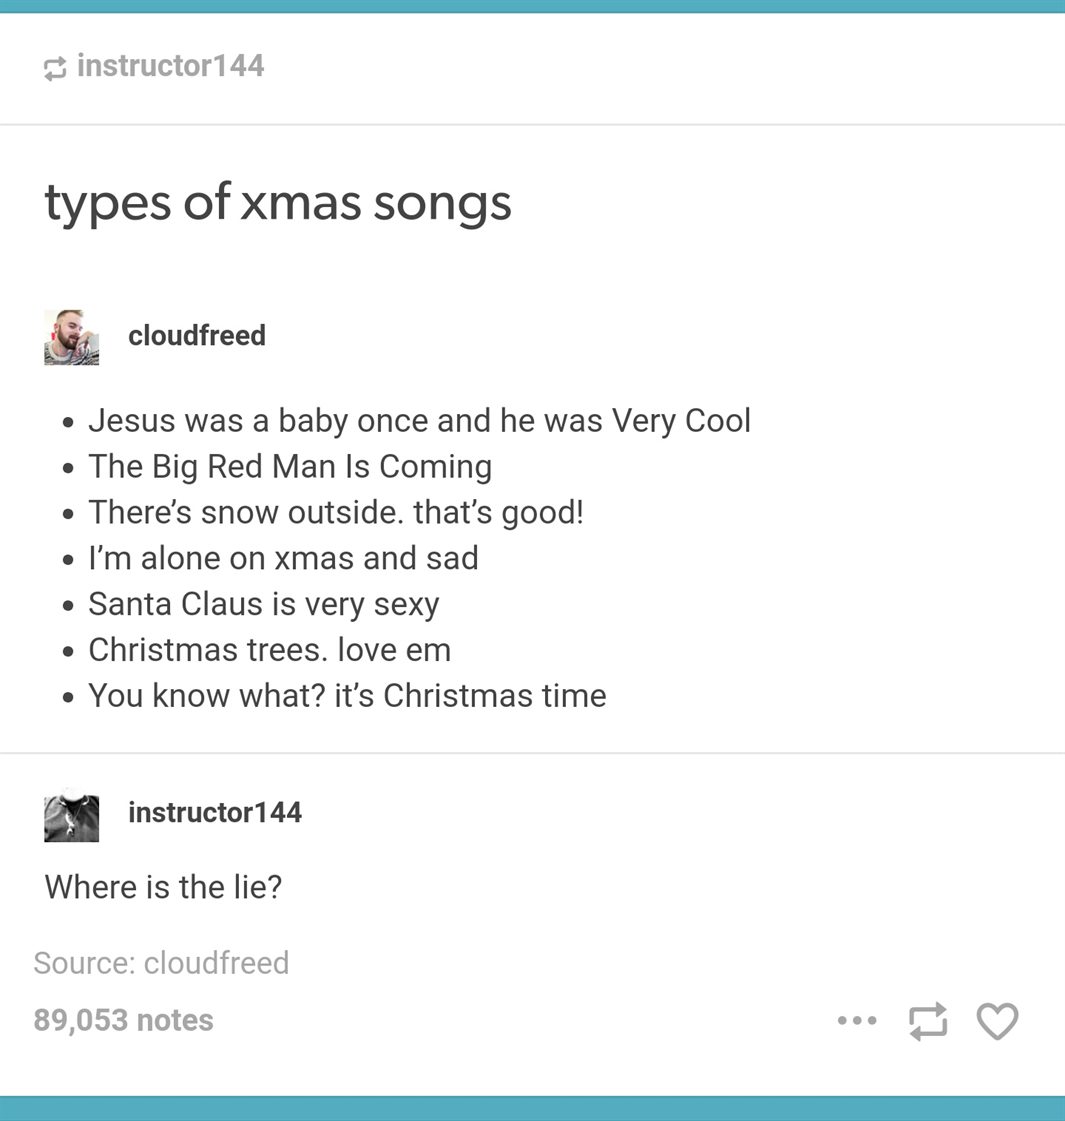 instructor144
types of xmas songs
cloudfreed
• Jesus was a baby once and he was Very Cool
• The Big Red Man Is Coming
• There’s snow outside. that’s good!
• I’m alone on xmas and sad
• Santa Claus is very sexy
• Christmas trees. love em
• You know what? it’s Christmas time
instructor144
Where is the lie?
Source: cloudfreed
89,053 notes